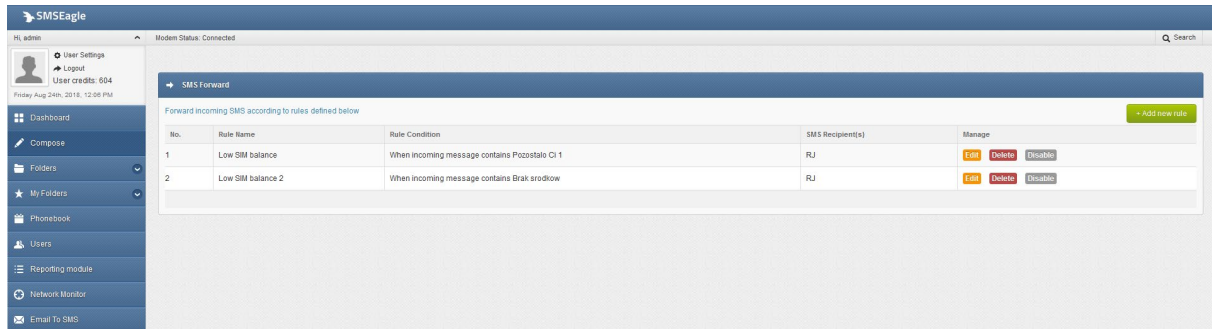 SMSEagle
Hi, admin
Modem Status: Connected
Search
User Settings
Logout
User credits: 604
Friday Aug 24th, 2018, 12:06 PM
Dashboard
Compose
Folders
My Folders
Phonebook
Users
Reporting module
Network Monitor
Email To SMS
SMS Forward
Forward incoming SMS according to rules defined below
+ Add new rule
No. Rule Name Rule Condition SMS Recipient(s) Manage
1 Low SIM balance When incoming message contains Pozostalo Ci 1 RJ Edit Delete Disable
2 Low SIM balance 2 When incoming message contains Brak srodkow RJ Edit Delete Disable